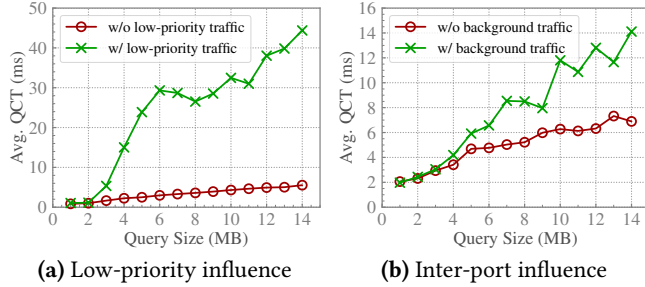 50
40
30
20
10
0
Avg. QCT (ms)
w/o low-priority traffic
w/ low-priority traffic
0 2 4 6 8 10 12 14
Query Size (MB)
(a) Low-priority influence
16
14
12
10
8
6
4
2
0
Avg. QCT (ms)
w/o background traffic
w/ background traffic
0 2 4 6 8 10 12 14
Query Size (MB)
(b) Inter-port influence